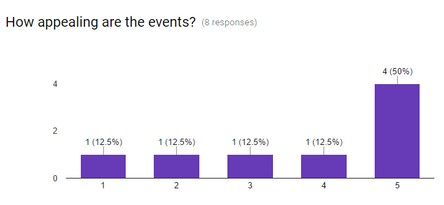 How appealing are the events? (8 responses)
4 (50%)
4
1 (12.5%) 1 (12.5%) 1 (12.5%) 1 (12.5%)
2
0
1 2 3 4 5